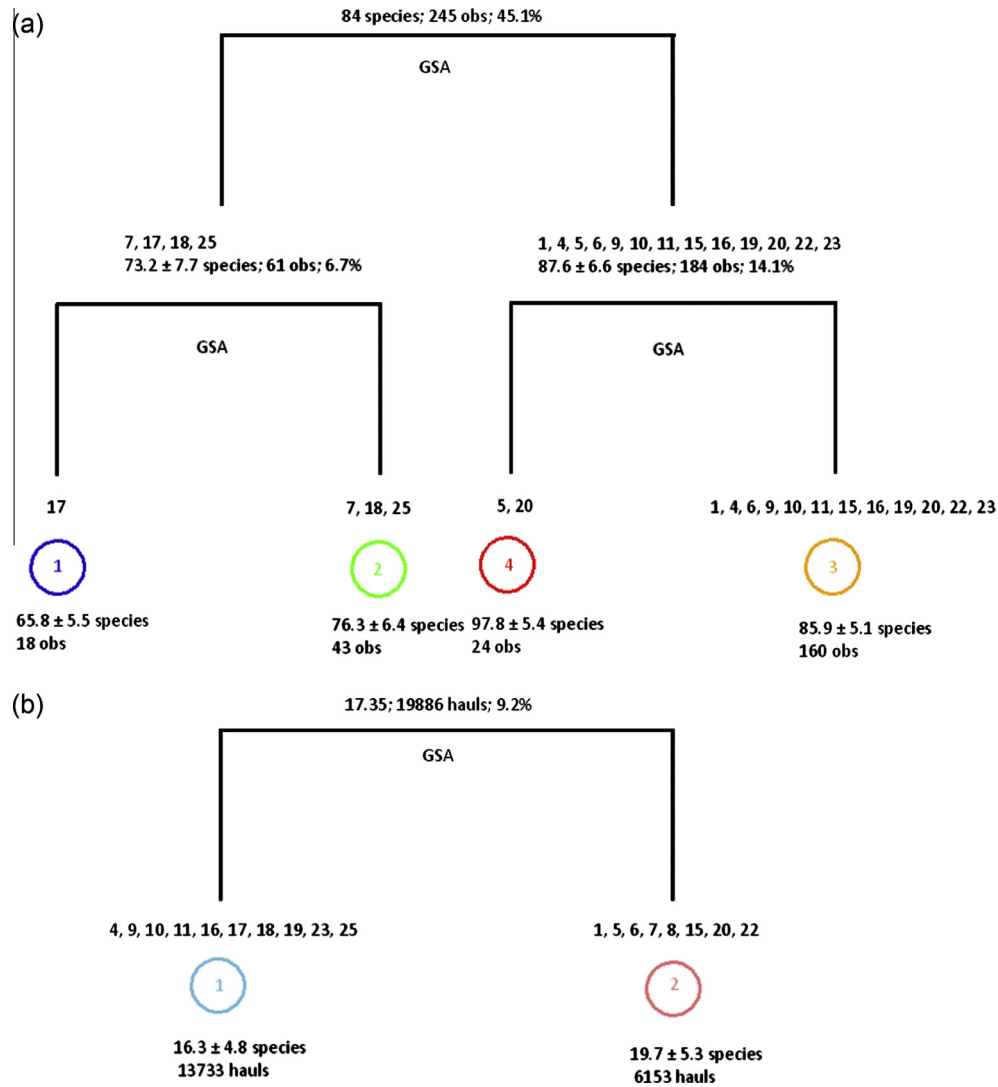 (a)
84 species; 245 obs; 45.1%
GSA
7, 17, 18, 25
73.2 ± 7.7 species; 61 obs; 6.7%
1, 4, 5, 6, 9, 10, 11, 15, 16, 19, 20, 22, 23
87.6 ± 6.6 species; 184 obs; 14.1%
GSA
GSA
17
7, 18, 25
5, 20
1, 4, 6, 9, 10, 11, 15, 16, 19, 20, 22, 23
1
2
4
3
65.8 ± 5.5 species
18 obs
76.3 ± 6.4 species
43 obs
97.8 ± 5.4 species
24 obs
85.9 ± 5.1 species
160 obs
(b)
17.35; 19886 hauls; 9.2%
GSA
4, 9, 10, 11, 16, 17, 18, 19, 23, 25
1, 5, 6, 7, 8, 15, 20, 22
1
2
16.3 ± 4.8 species
13733 hauls
19.7 ± 5.3 species
6153 hauls